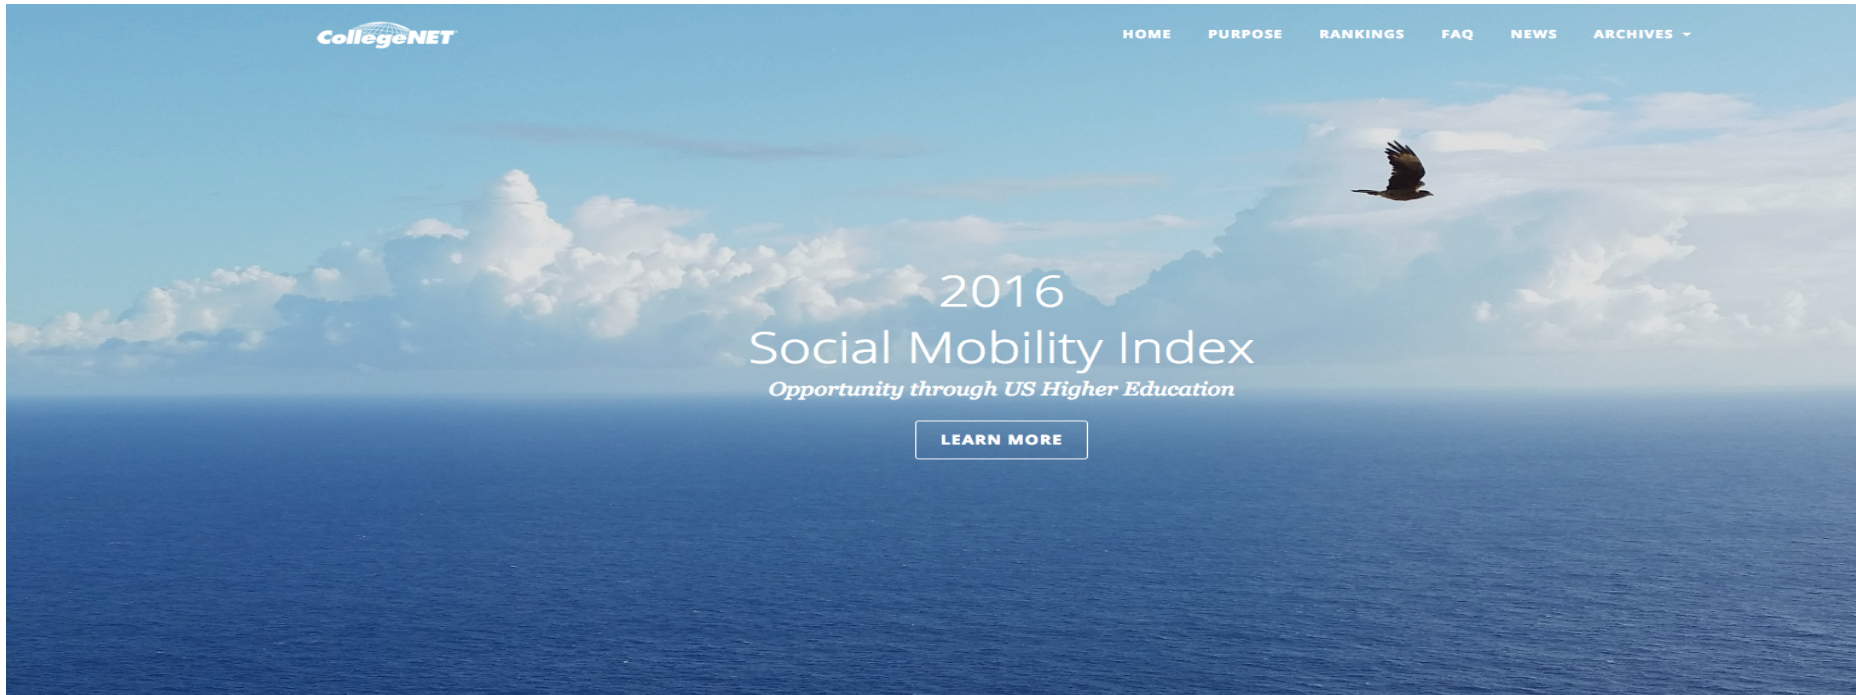 CollegeNET
HOME PURPOSE RANKINGS FAQ NEWS ARCHIVES
2016
Social Mobility Index
Opportunity through US Higher Education
LEARN MORE